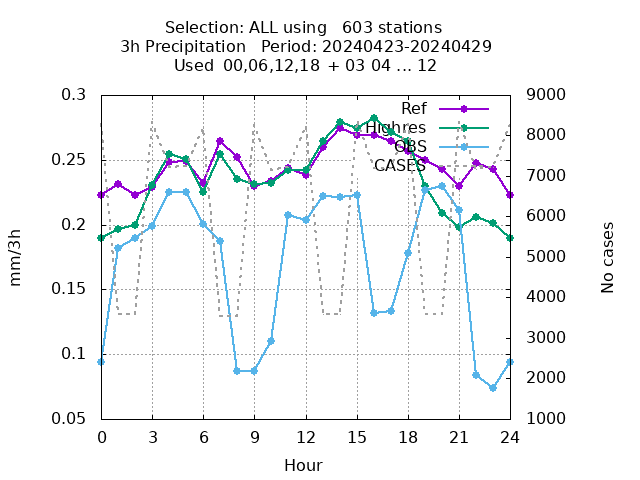 Selection: ALL using   603 stations
3h Precipitation   Period: 20240423-20240429
Used 00,06,12,18 + 03 04 ... 12
0.3
0.25
0.2
0.15
0.1
0.05
9000
8000
7000
6000
5000
4000
3000
2000
1000
Ref
Highres
OBS
CASES
mm/3h
No cases
0 3 6 9 12 15 18 21 24
Hour